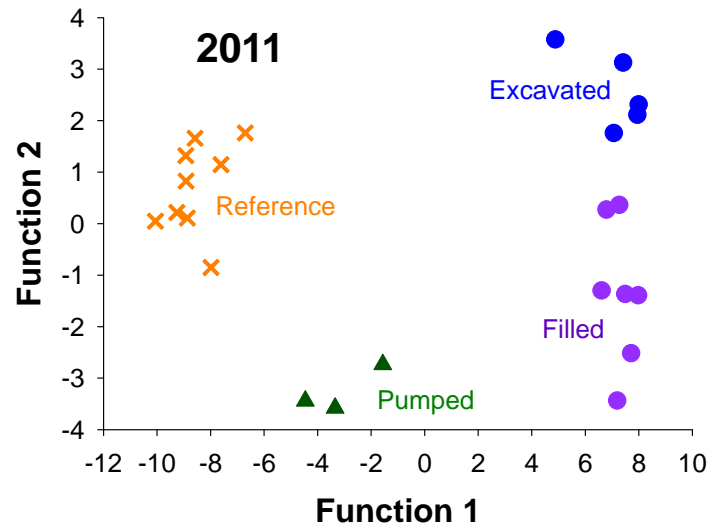 2011
Excavated
Reference
Filled
Pumped
Function 2
4
3
2
1
0
-1
-2
-3
-4
-12 -10 -8 -6 -4 -2 0 2 4 6 8 10
Function 1